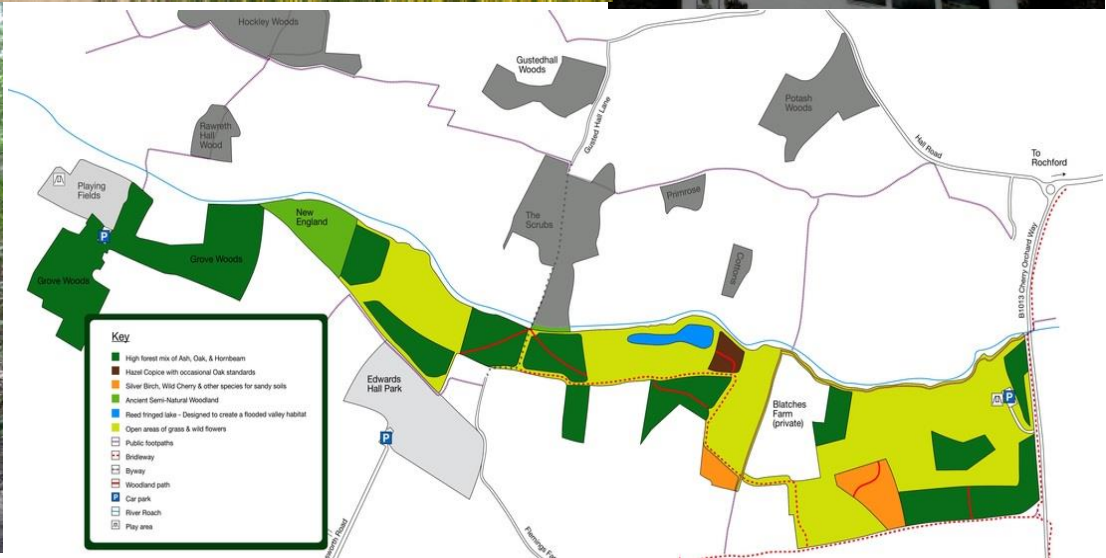 Hockley Woods
Gustedhall
Woods
Gusted Hall Lane
Potash
Woods
Hall Road
To
Rochford
Rawreth
Hall
Wood
Playing
Fields
P
New
England
The
Scrubs
Primrose
Cottons
B1013 Cherry Orchard Way
Grove Woods
Grove Woods
Edwards
Hall Park
P
Blatches
Farm
(private)
P
Key
High forest mix of Ash, Oak, & Hornbeam
Hazel Copice with occasional Oak standards
Silver Birch, Wild Cherry & other species for sandy soils
Ancient Semi-Natural Woodland
Reed fringed lake - Designed to create a flooded valley habitat
Open areas of grass & wild flowers
Public footpaths
Bridleway
Byway
Woodland path
P Car park
River Roach
Play area
sworth Road
Flemings